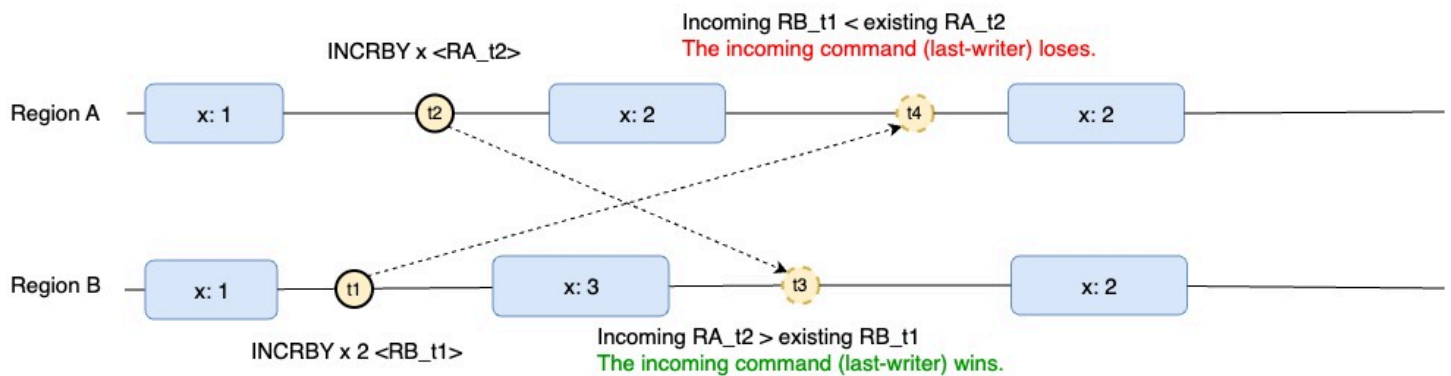 Incoming RB_t1 < existing RA_t2
The incoming command (last-writer) loses.
INCRBY x <RA_t2>
Region A
x: 1
t2
x: 2
t4
x: 2
Region B
x: 1
t1
x: 3
t3
x: 2
INCRBY x 2 <RB_t1>
Incoming RA_t2 > existing RB_t1
The incoming command (last-writer) wins.